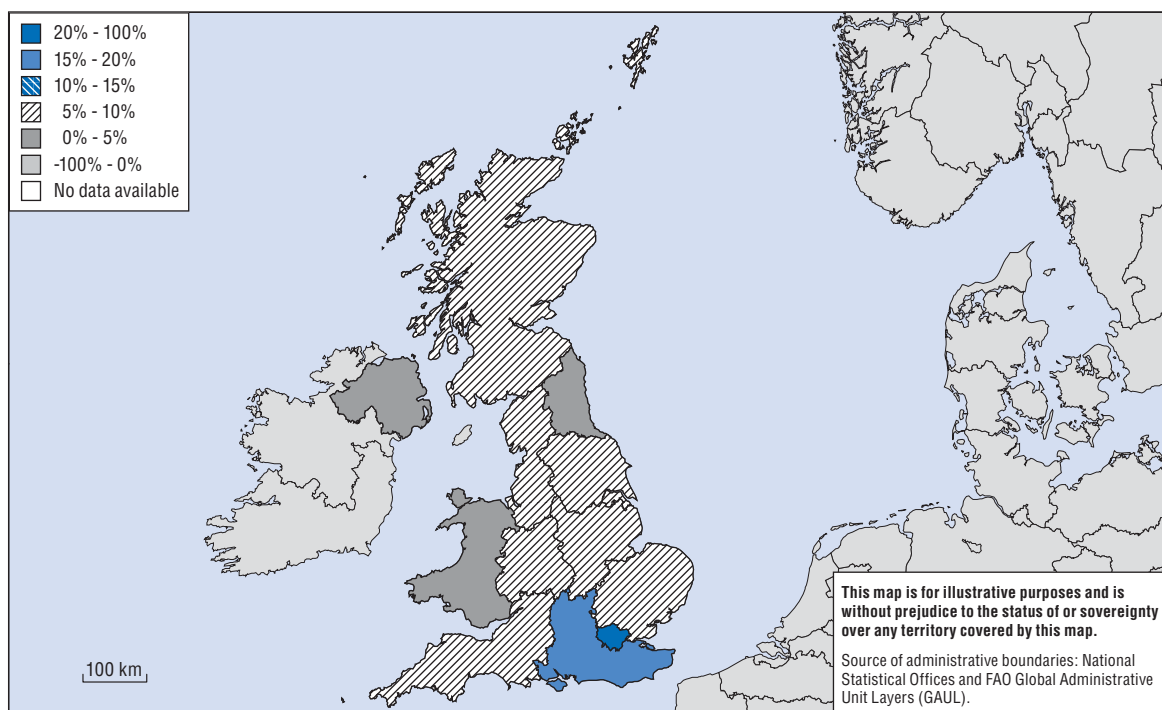 20% - 100%
15% - 20%
10% - 15%
5% - 10%
0% - 5%
-100% - 0%
No data available
100 km
This map is for illustrative purposes and is
without prejudice to the status of or sovereignty
over any territory covered by this map.
Source of administrative boundaries: National
Statistical Offices and FAO Global Administrative
Unit Layers (GAUL).